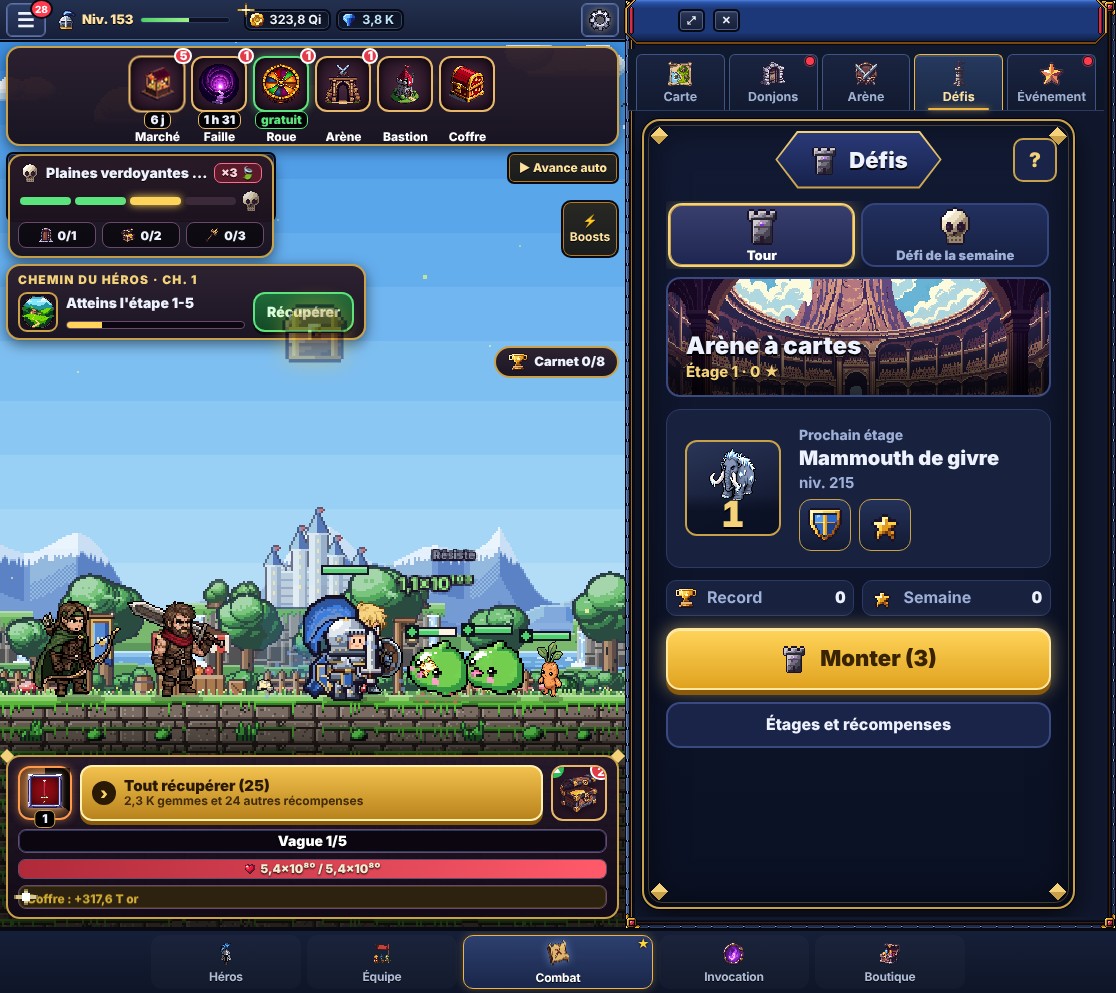 28
Niv. 153
323,8 Qi
3,8 K
5
1
1
1
6 j
1 h 31
gratuit
Marché
Faille
Roue
Arène
Bastion
Coffre
Plaines verdoyantes ...
×3
0/1
0/2
0/3
Avance auto
Boosts
CHEMIN DU HÉROS · CH. 1
Atteins l'étape 1-5
Récupérer
Carnet 0/8
Résiste
Tout récupérer (25)
2,3 K gemmes et 24 autres récompenses
1
2
Vague 1/5
5,4×10⁸⁰ / 5,4×10⁸⁰
Coffre : +317,6 T or
Carte
Donjons
Arène
Défis
Événement
Défis
?
Tour
Défi de la semaine
Arène à cartes
Étage 1 · 0 ★
Prochain étage
Mammouth de givre
niv. 215
1
Record
0
Semaine
0
Monter (3)
Étages et récompenses
Héros
Équipe
Combat
Invocation
Boutique